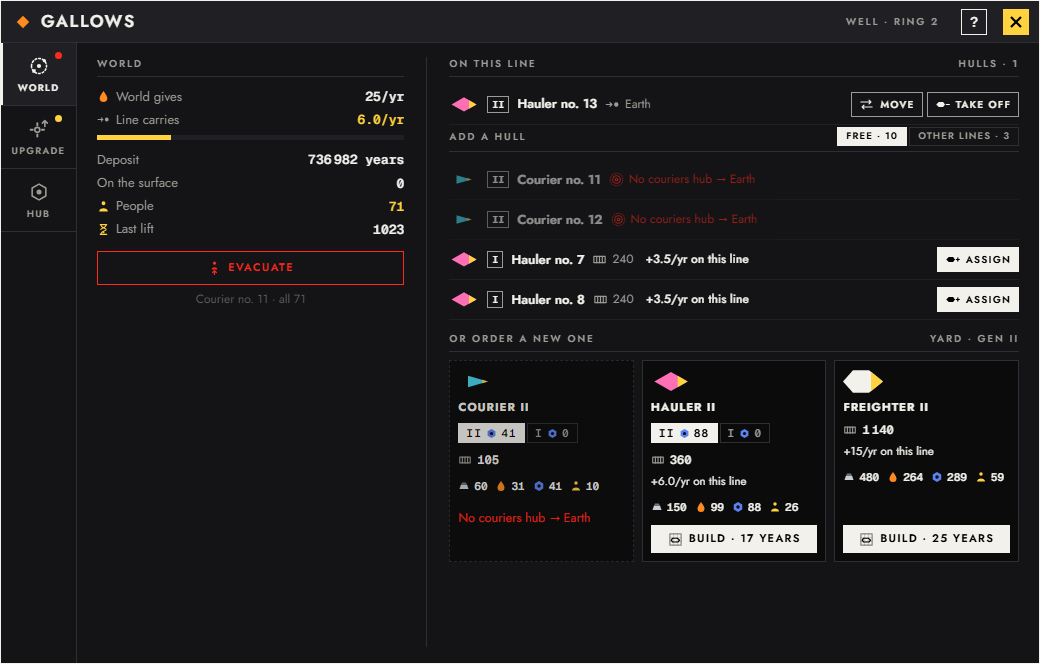 GALLOWS
WELL · RING 2
?
WORLD
UPGRADE
HUB
WORLD
World gives 25/yr
Line carries 6.0/yr
Deposit 736 982 years
On the surface 0
People 71
Last lift 1023
EVACUATE
Courier no. 11 · all 71
ON THIS LINE HULLS · 1
II Hauler no. 13 Earth MOVE TAKE OFF
ADD A HULL FREE · 10 OTHER LINES · 3
II Courier no. 11 No couriers hub → Earth
II Courier no. 12 No couriers hub → Earth
I Hauler no. 7 240 +3.5/yr on this line ASSIGN
I Hauler no. 8 240 +3.5/yr on this line ASSIGN
OR ORDER A NEW ONE YARD · GEN II
COURIER II
II 41 I 0
105
60 31 41 10
No couriers hub → Earth
HAULER II
II 88 I 0
360
+6.0/yr on this line
150 99 88 26
BUILD · 17 YEARS
FREIGHTER II
1 140
+15/yr on this line
480 264 289 59
BUILD · 25 YEARS